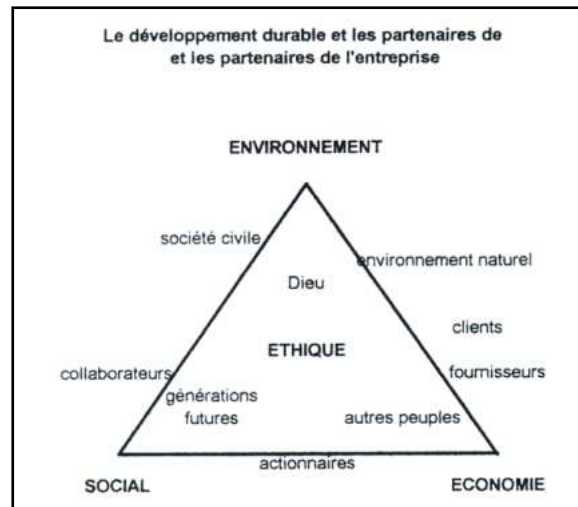 Le développement durable et les partenaires de
et les partenaires de l'entreprise
ENVIRONNEMENT
société civile
environnement naturel
Dieu
clients
ETHIQUE
collaborateurs
fournisseurs
générations
futures
autres peuples
actionnaires
SOCIAL
ECONOMIE